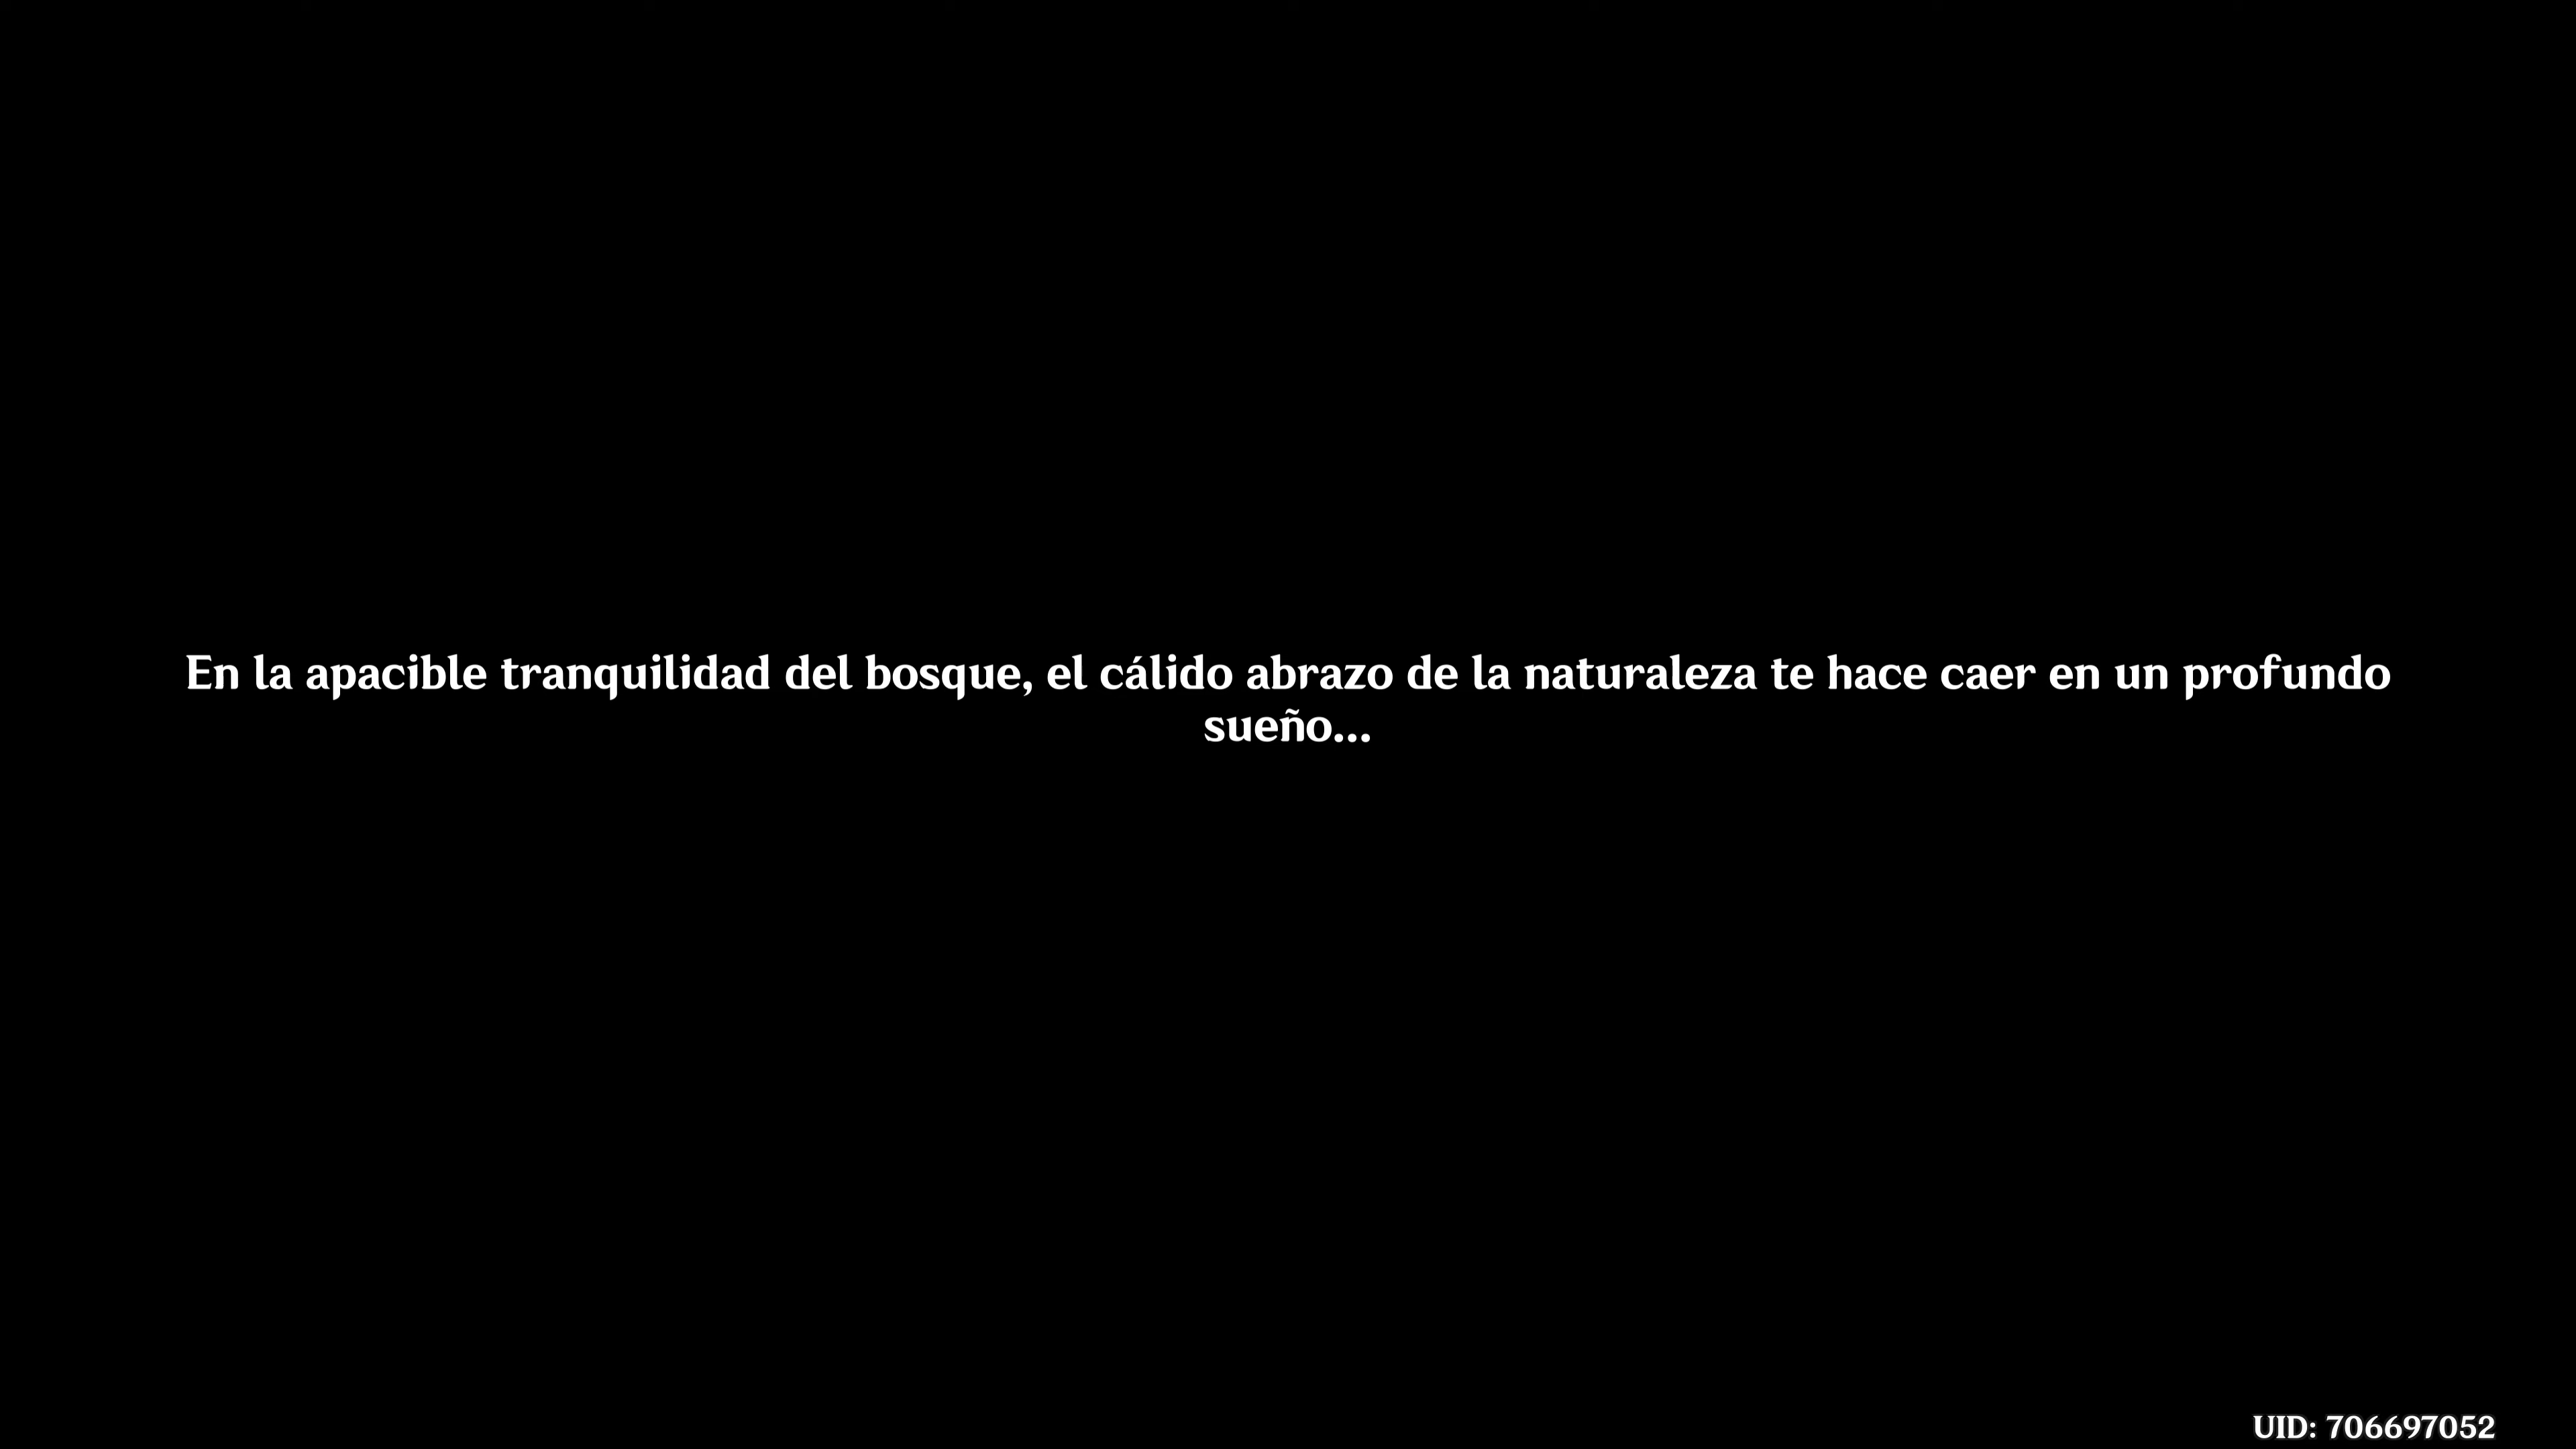 En la apacible tranquilidad del bosque, el cálido abrazo de la naturaleza te hace caer en un profundo
sueño...
UID: 706697052